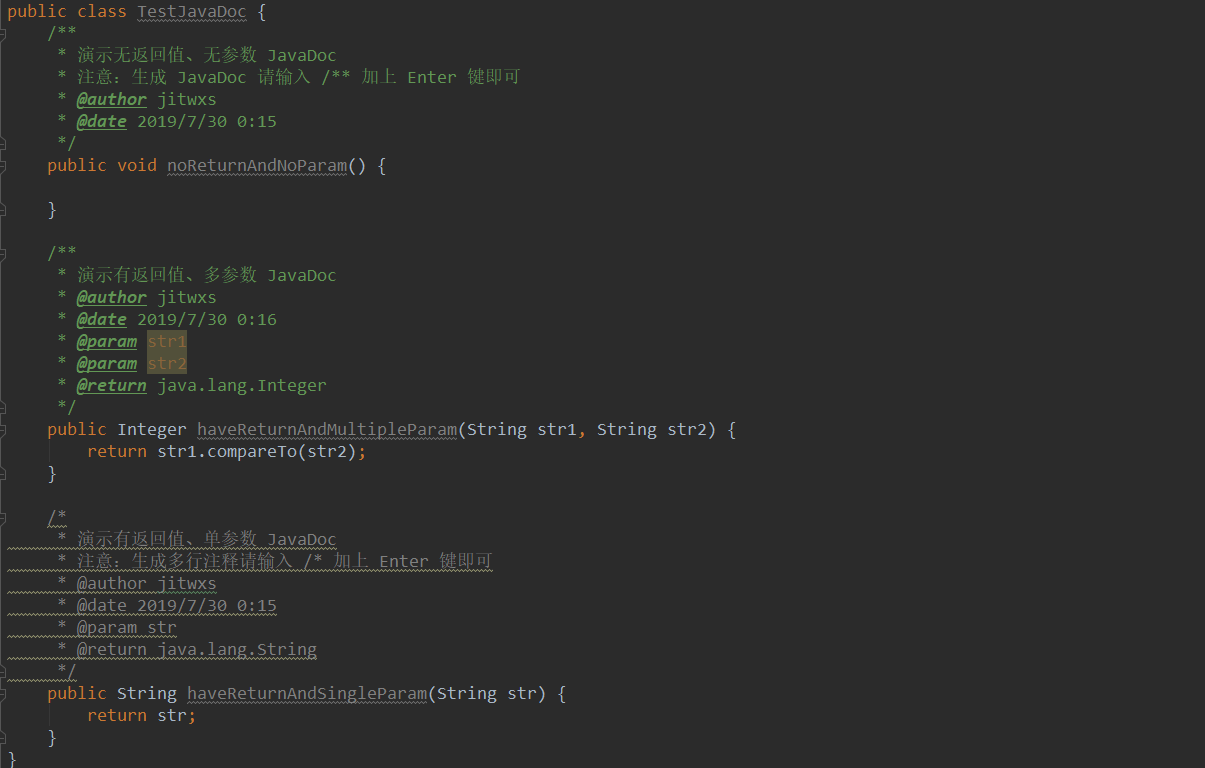 public class TestJavaDoc {
    /**
     * 演示无返回值、无参数 JavaDoc
     * 注意：生成 JavaDoc 请输入 /** 加上 Enter 键即可
     * @author jitwxs
     * @date 2019/7/30 0:15
     */
    public void noReturnAndNoParam() {

    }

    /**
     * 演示有返回值、多参数 JavaDoc
     * @author jitwxs
     * @date 2019/7/30 0:16
     * @param str1
     * @param str2
     * @return java.lang.Integer
     */
    public Integer haveReturnAndMultipleParam(String str1, String str2) {
        return str1.compareTo(str2);
    }

    /*
     * 演示有返回值、单参数 JavaDoc
     * 注意：生成多行注释请输入 /* 加上 Enter 键即可
     * @author jitwxs
     * @date 2019/7/30 0:15
     * @param str
     * @return java.lang.String
     */
    public String haveReturnAndSingleParam(String str) {
        return str;
    }
}